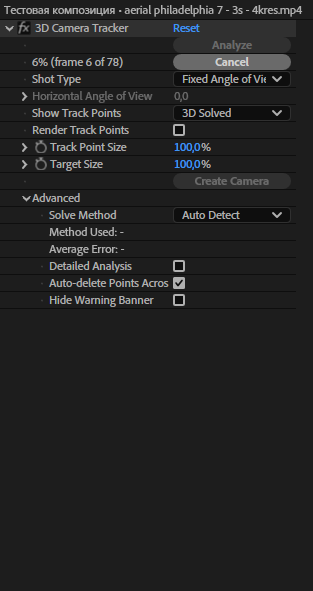 Тестовая композиция • aerial philadelphia 7 - 3s - 4kres.mp4
fx 3D Camera Tracker Reset
Analyze
6% (frame 6 of 78) Cancel
Shot Type Fixed Angle of Vie
Horizontal Angle of View 0,0
Show Track Points 3D Solved
Render Track Points
Track Point Size 100,0%
Target Size 100,0%
Create Camera
Advanced
Solve Method Auto Detect
Method Used: -
Average Error: -
Detailed Analysis
Auto-delete Points Acros
Hide Warning Banner